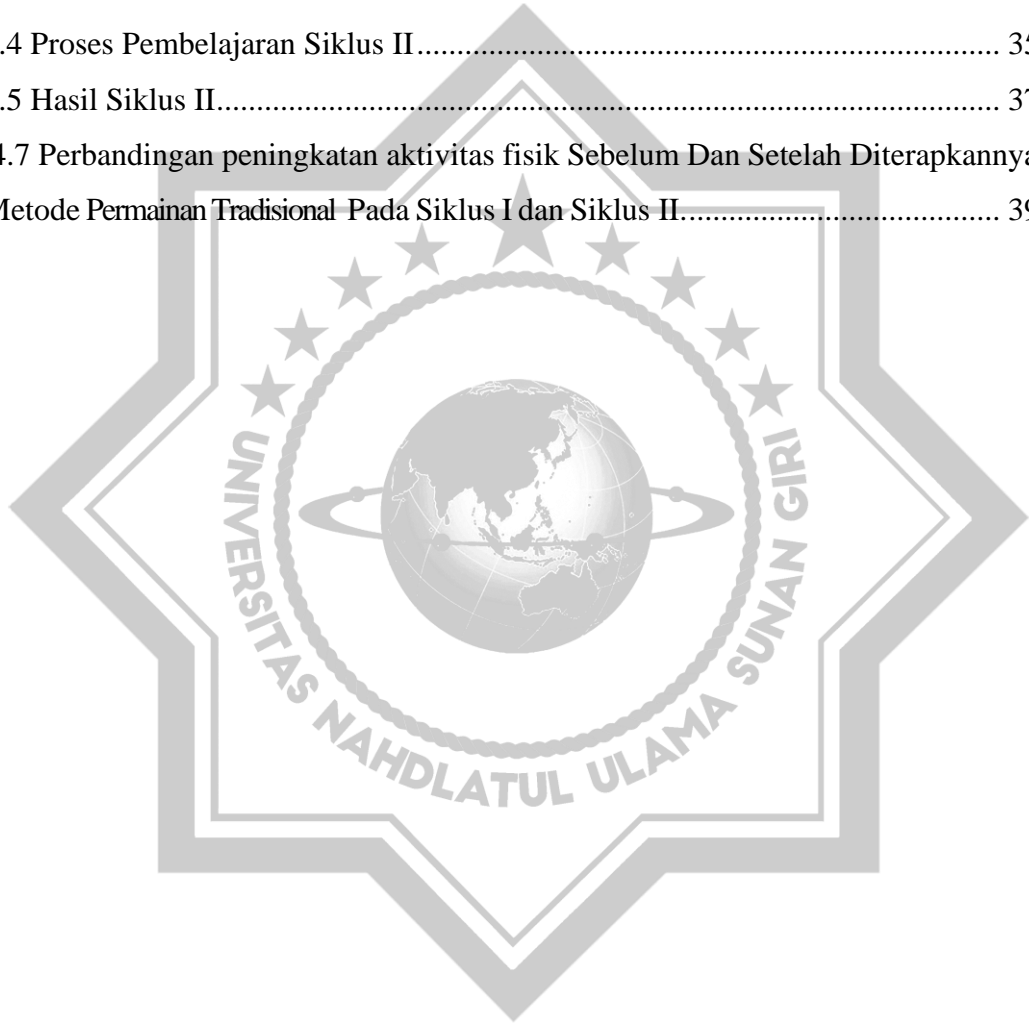 .4 Proses Pembelajaran Siklus II.......................................................................... 35
.5 Hasil Siklus II................................................................................................... 37
4.7 Perbandingan peningkatan aktivitas fisik Sebelum Dan Setelah Diterapkannya
Metode Permainan Tradisional Pada Siklus I dan Siklus II........................................ 39
UNIVERSITAS NAHDLATUL ULAMA SUNAN GIRI